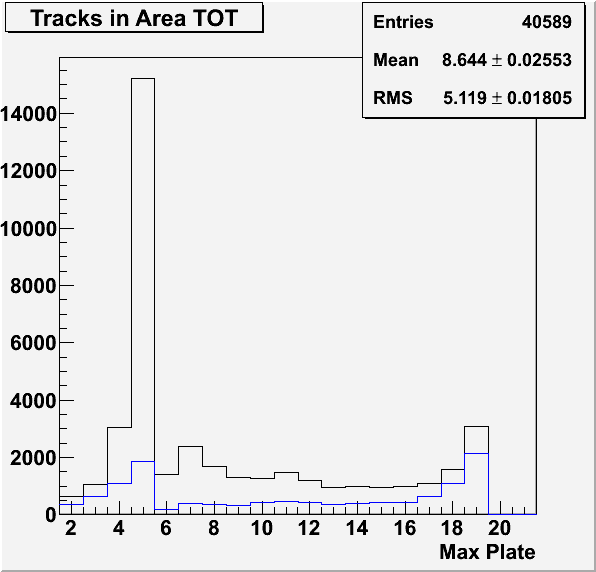 Tracks in Area TOT
Entries 40589
Mean 8.644 ± 0.02553
RMS 5.119 ± 0.01805
14000
12000
10000
8000
6000
4000
2000
0
2 4 6 8 10 12 14 16 18 20
Max Plate